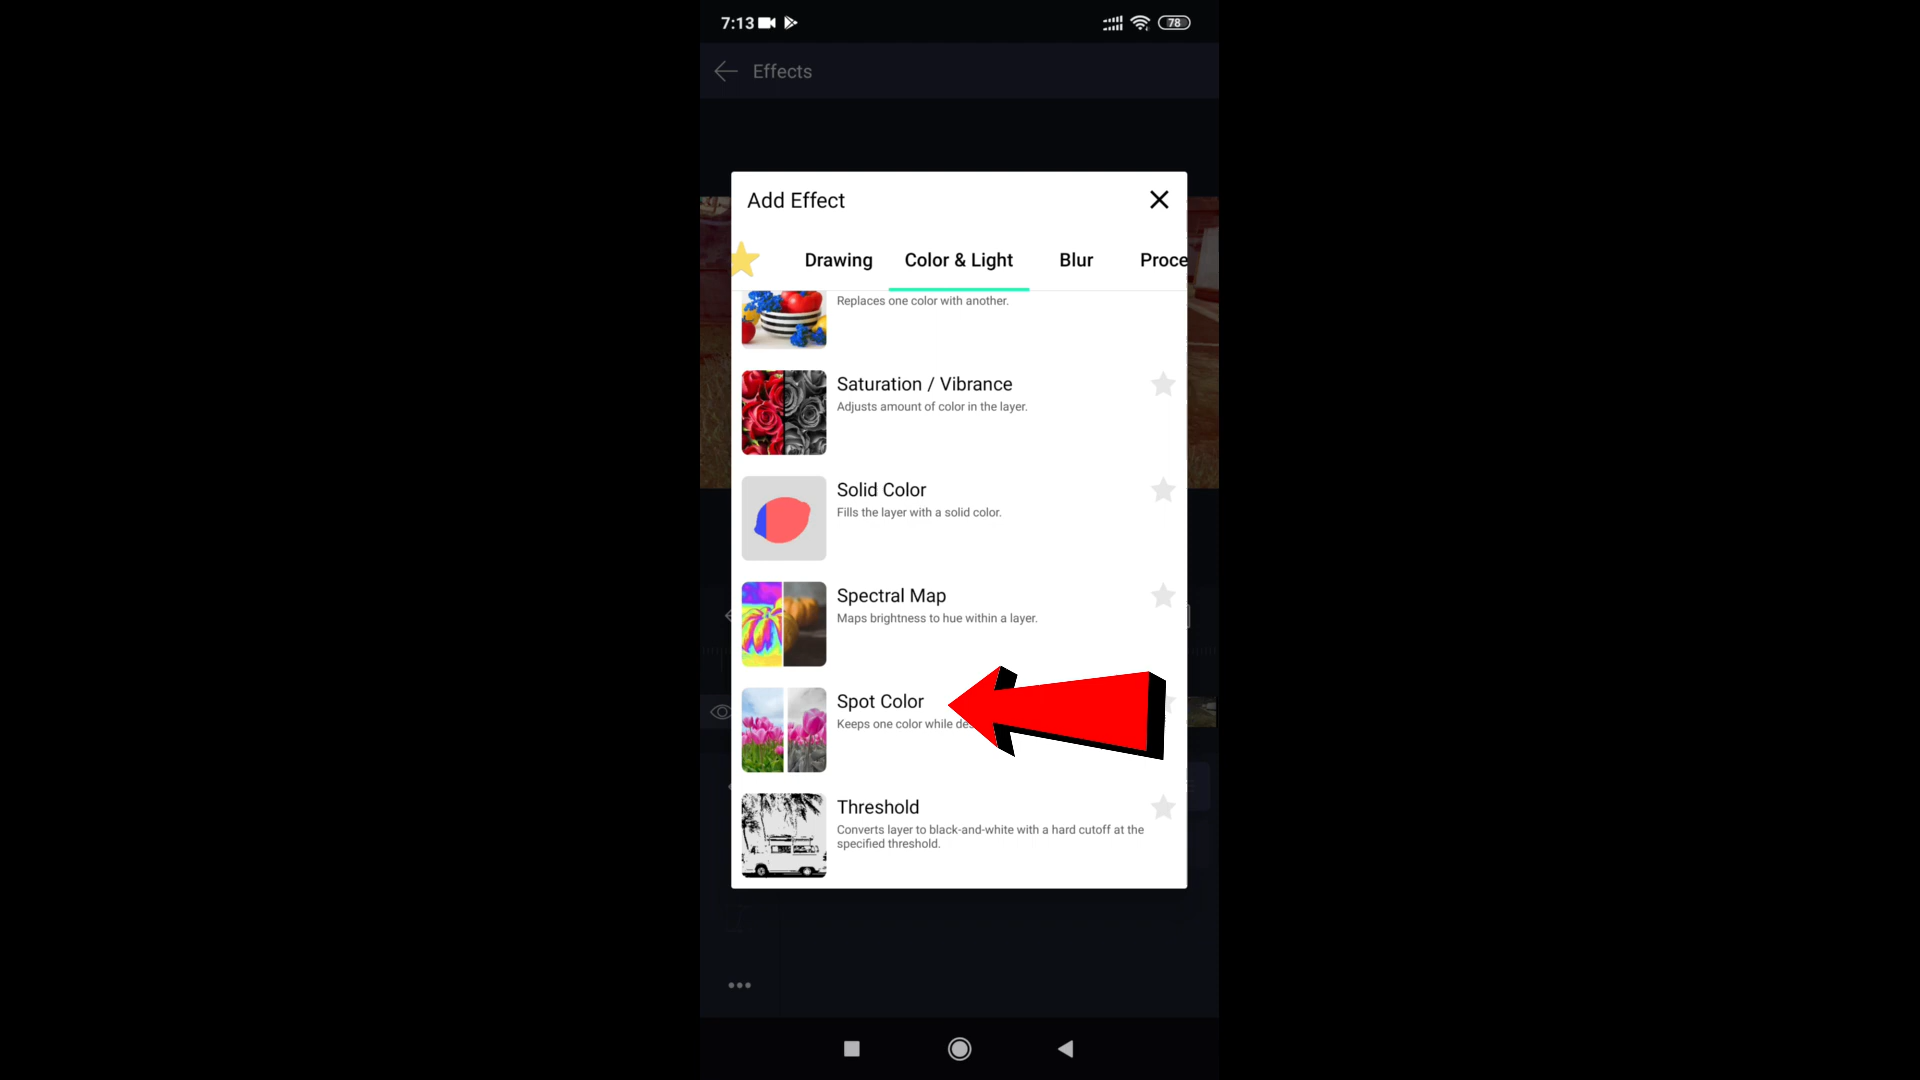 7:13
78
Effects
Add Effect
Drawing
Color & Light
Blur
Proce
Replaces one color with another.
Saturation / Vibrance
Adjusts amount of color in the layer.
Solid Color
Fills the layer with a solid color.
Spectral Map
Maps brightness to hue within a layer.
Spot Color
Keeps one color while
Threshold
Converts layer to black-and-white with a hard cutoff at the
specified threshold.